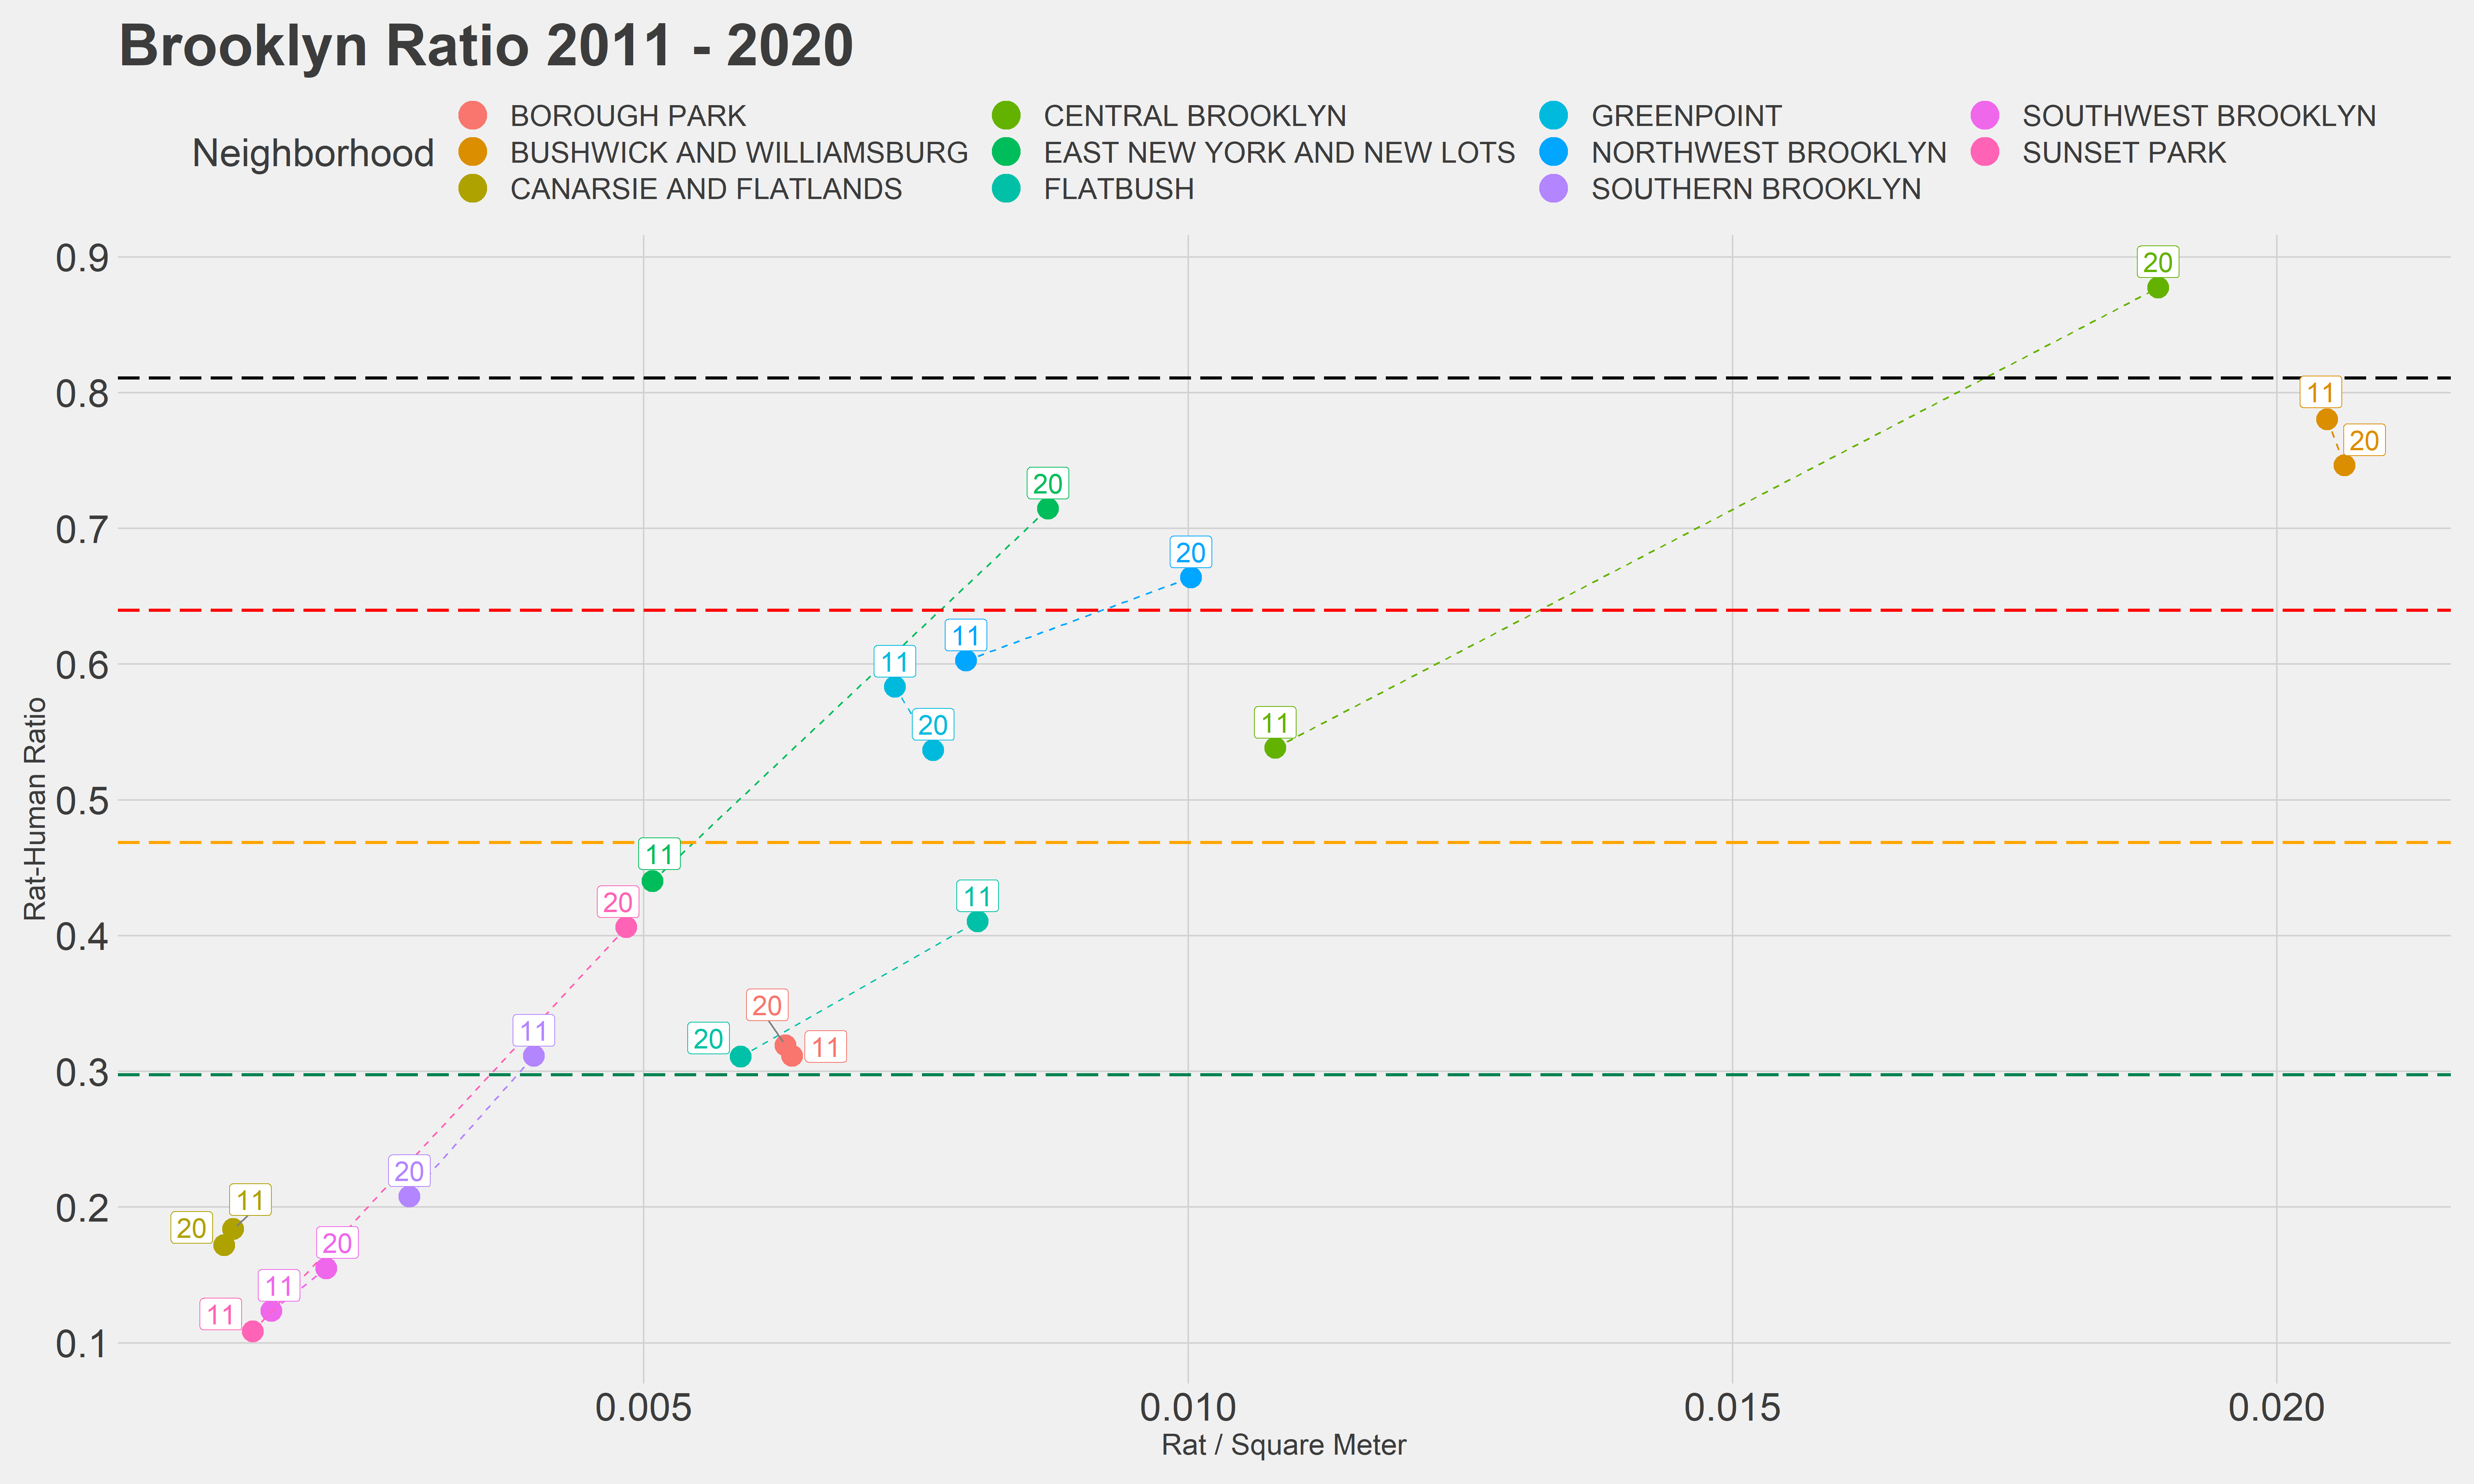 Brooklyn Ratio 2011 - 2020
Neighborhood
BOROUGH PARK
BUSHWICK AND WILLIAMSBURG
CANARSIE AND FLATLANDS
CENTRAL BROOKLYN
EAST NEW YORK AND NEW LOTS
FLATBUSH
GREENPOINT
NORTHWEST BROOKLYN
SOUTHERN BROOKLYN
SOUTHWEST BROOKLYN
SUNSET PARK
Rat-Human Ratio
0.9
0.8
0.7
0.6
0.5
0.4
0.3
0.2
0.1
20
11
20
20
20
11
11
20
11
11
20
11
20
11
20
11
20
11
20
20
11
11
0.005
0.010
0.015
0.020
Rat / Square Meter